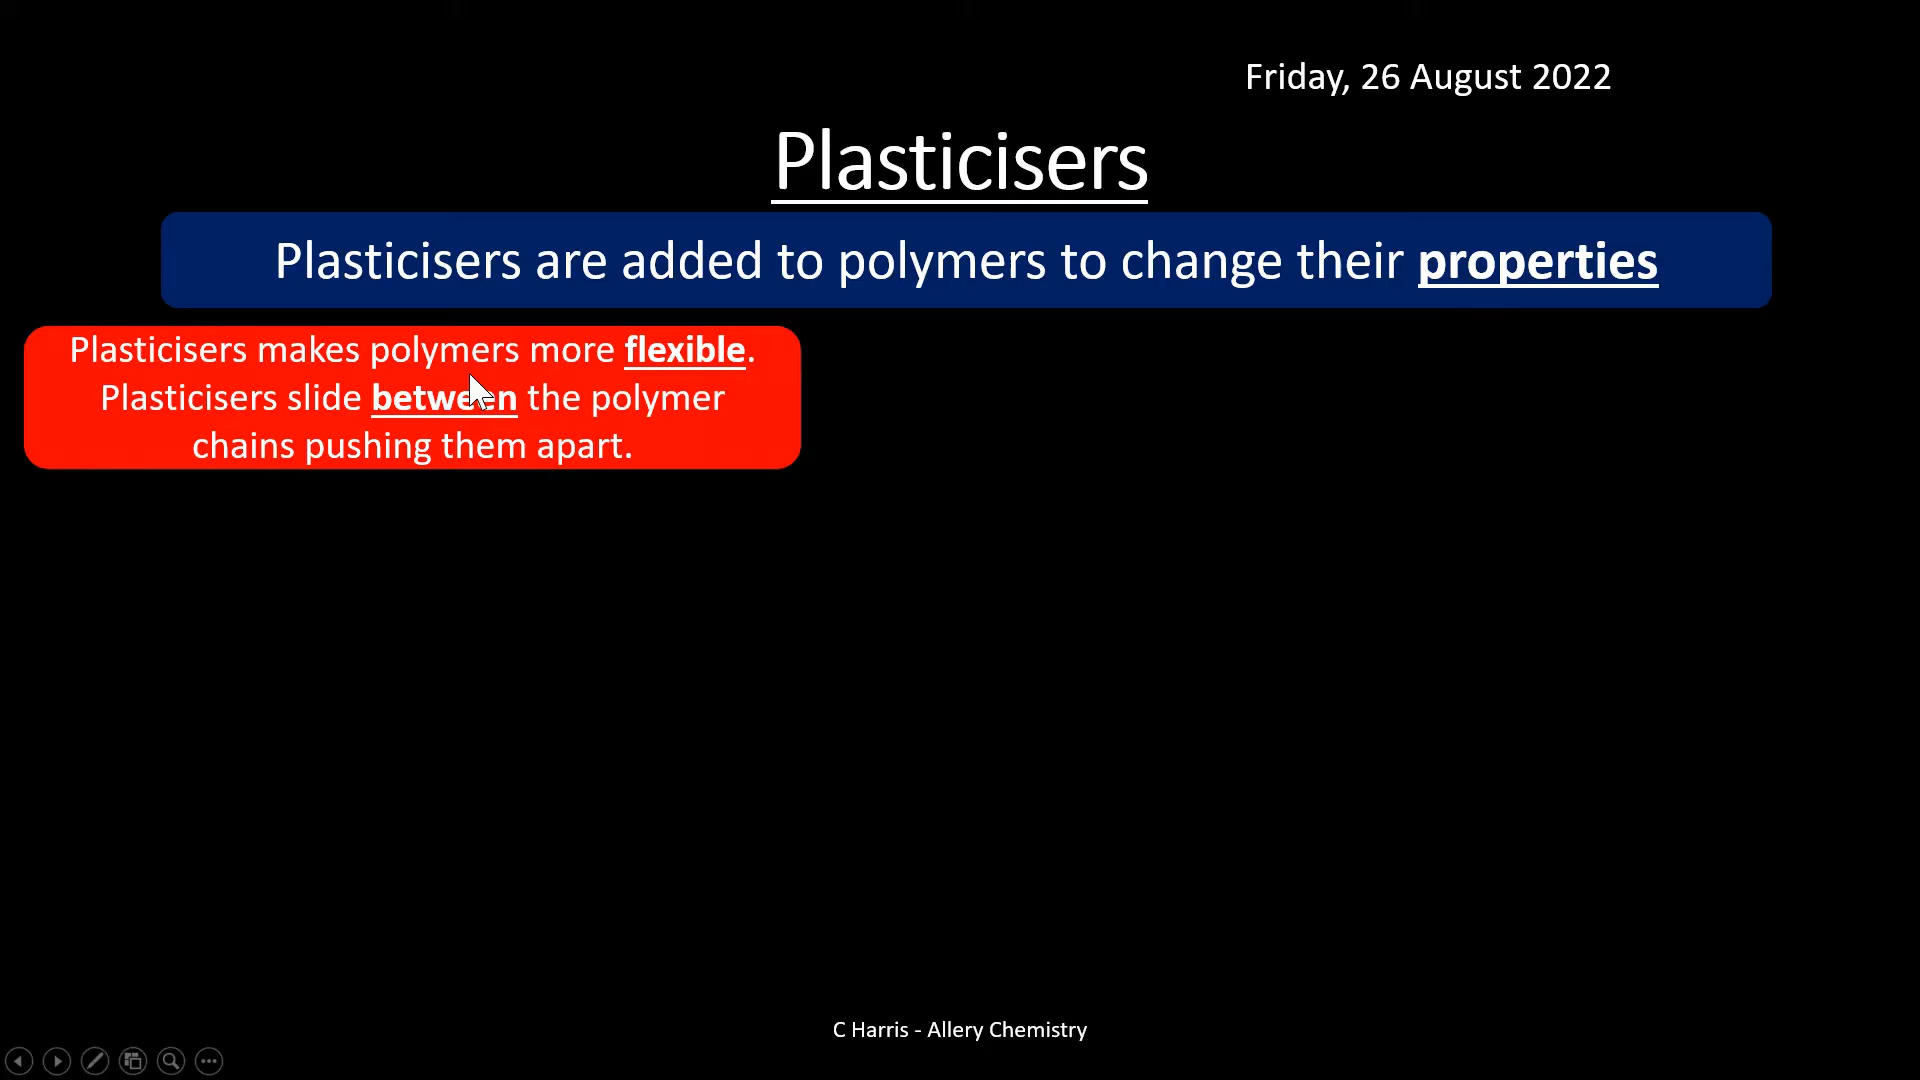 Friday, 26 August 2022
Plasticisers
Plasticisers are added to polymers to change their properties
Plasticisers makes polymers more flexible.
Plasticisers slide between the polymer
chains pushing them apart.
C Harris - Allery Chemistry